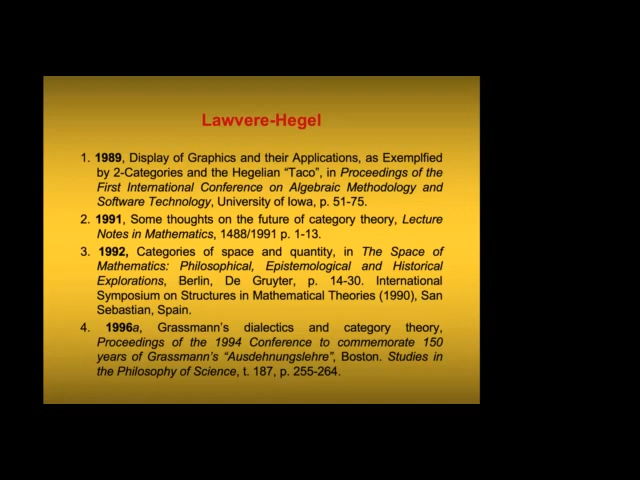 Lawvere-Hegel
1. 1989, Display of Graphics and their Applications, as Exemplfied
by 2-Categories and the Hegelian “Taco”, in Proceedings of the
First International Conference on Algebraic Methodology and
Software Technology, University of Iowa, p. 51-75.
2. 1991, Some thoughts on the future of category theory, Lecture
Notes in Mathematics, 1488/1991 p. 1-13.
3. 1992, Categories of space and quantity, in The Space of
Mathematics: Philosophical, Epistemological and Historical
Explorations, Berlin, De Gruyter, p. 14-30. International
Symposium on Structures in Mathematical Theories (1990), San
Sebastian, Spain.
4. 1996a, Grassmann’s dialectics and category theory,
Proceedings of the 1994 Conference to commemorate 150
years of Grassmann’s “Ausdehnungslehre”, Boston. Studies in
the Philosophy of Science, t. 187, p. 255-264.